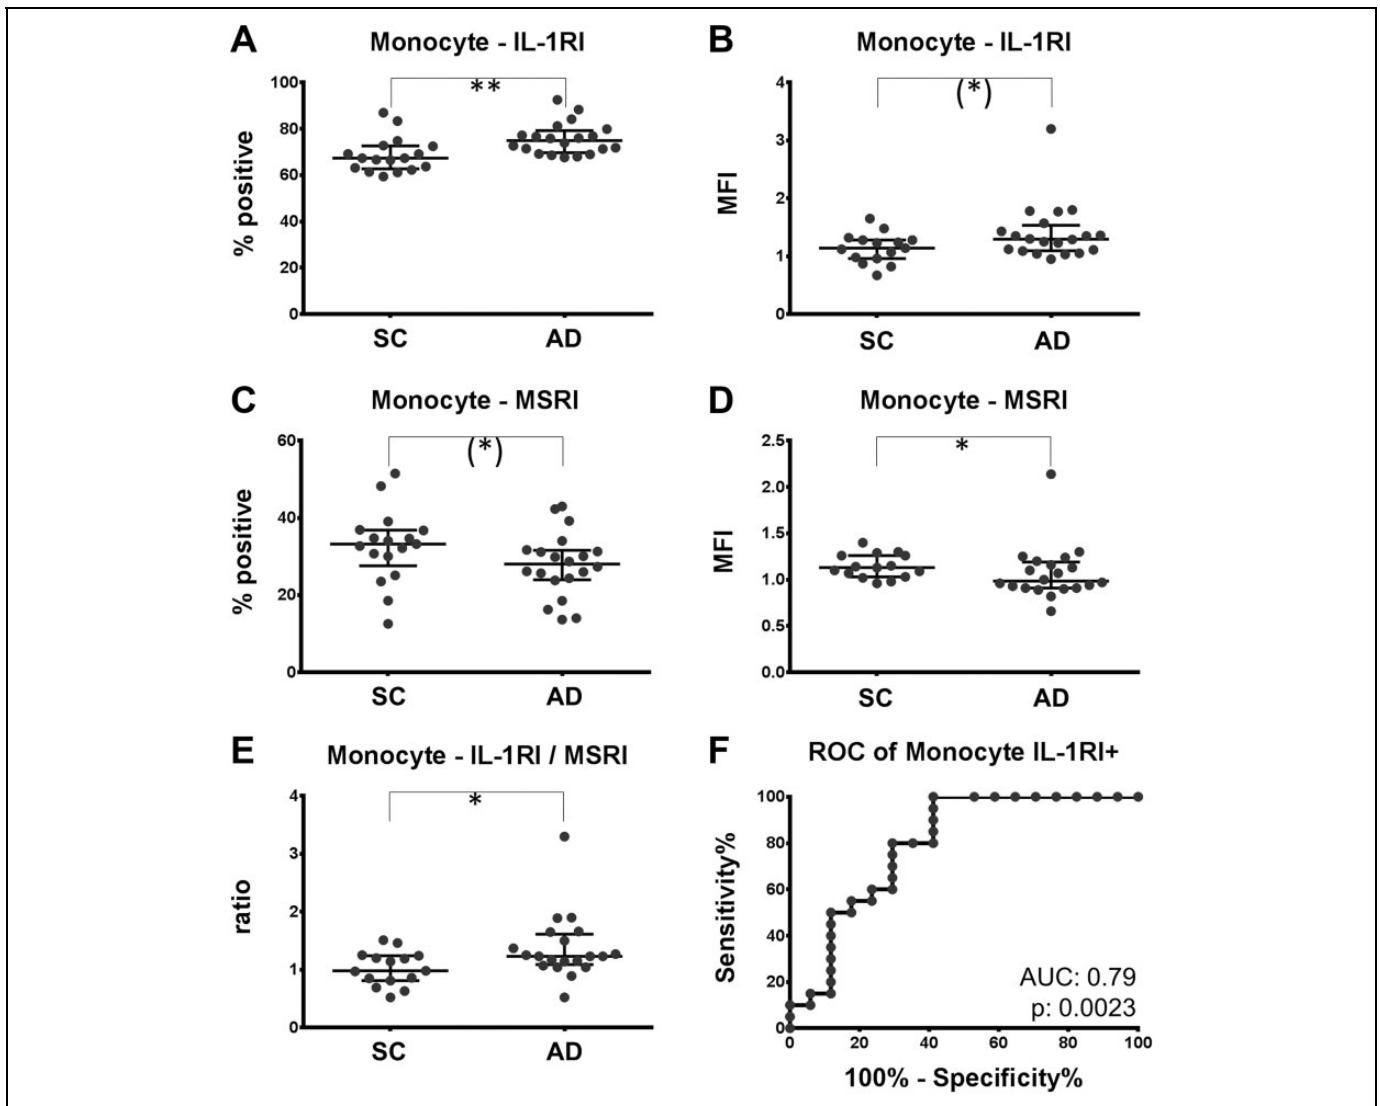 A Monocyte - IL-1RI
**
% positive
100
80
60
40
20
0
SC AD
B Monocyte - IL-1RI
(*)
MFI
4
3
2
1
0
SC AD
C Monocyte - MSRI
(*)
% positive
60
40
20
0
SC AD
D Monocyte - MSRI
*
MFI
2.5
2.0
1.5
1.0
0.5
0.0
SC AD
E Monocyte - IL-1RI / MSRI
*
ratio
4
3
2
1
0
SC AD
F ROC of Monocyte IL-1RI+
Sensitivity%
100
80
60
40
20
0
AUC: 0.79
p: 0.0023
0 20 40 60 80 100
100% - Specificity%